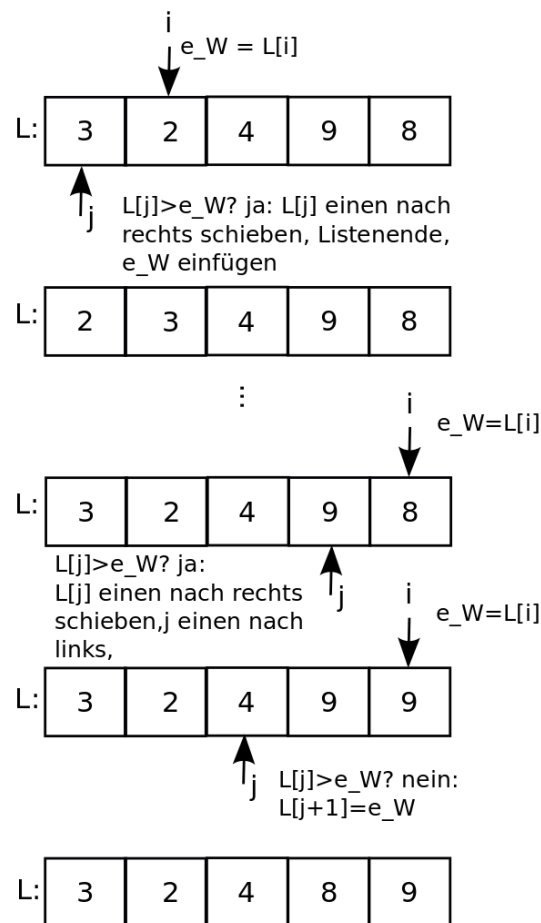 i
e_W = L[i]
L: 3 2 4 9 8
j
L[j]>e_W? ja: L[j] einen nach
rechts schieben, Listenende,
e_W einfügen
L: 2 3 4 9 8
...
i
e_W=L[i]
L: 3 2 4 9 8
j
L[j]>e_W? ja:
L[j] einen nach rechts
schieben,j einen nach
links,
i
e_W=L[i]
L: 3 2 4 9 9
j
L[j]>e_W? nein:
L[j+1]=e_W
L: 3 2 4 8 9